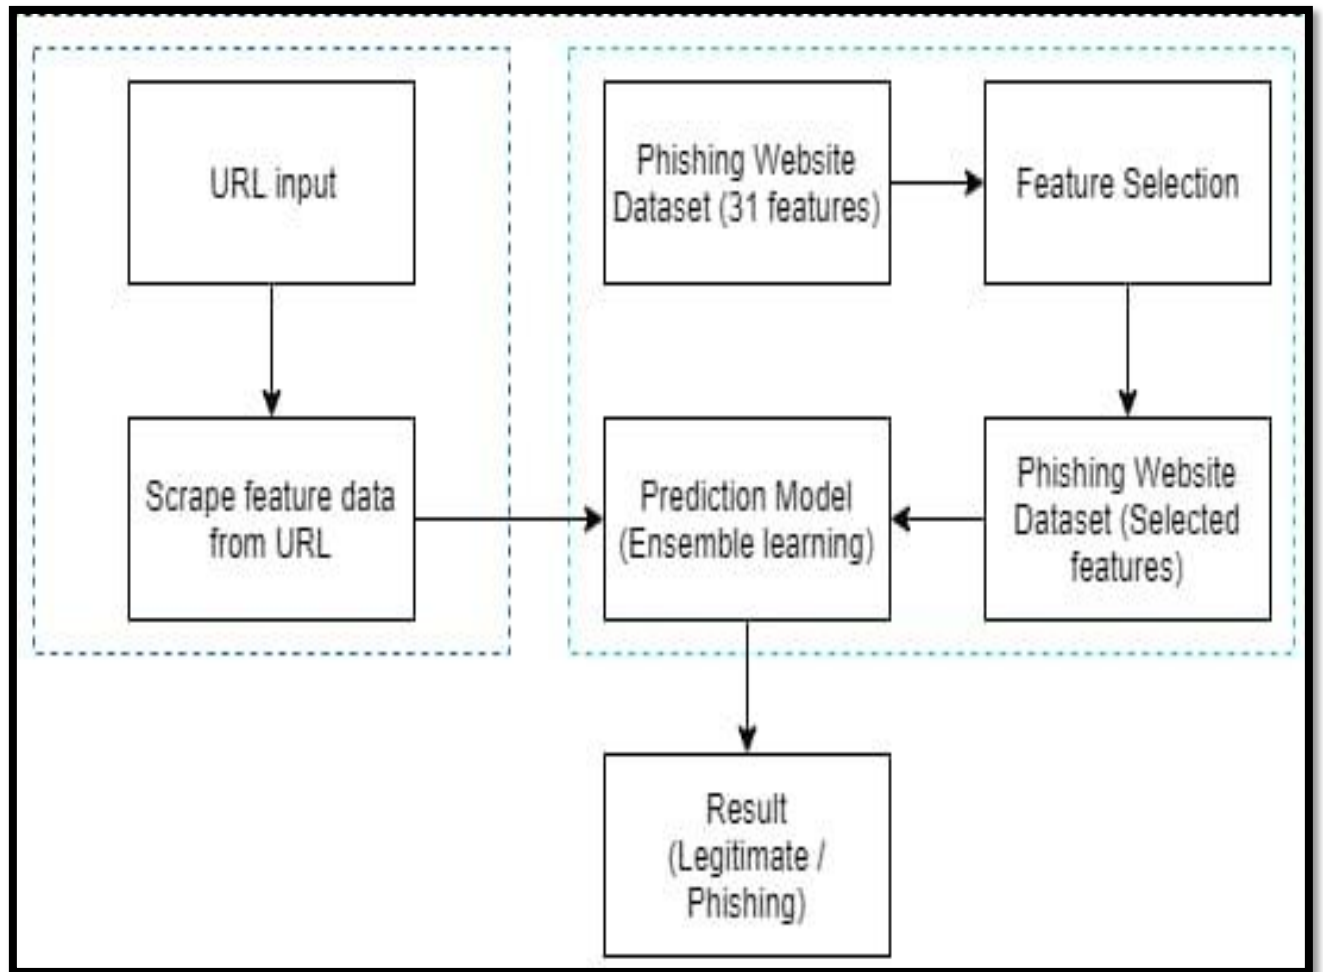 URL input
Phishing Website
Dataset (31 features)
Feature Selection
Scrape feature data
from URL
Prediction Model
(Ensemble learning)
Phishing Website
Dataset (Selected
features)
Result
(Legitimate /
Phishing)